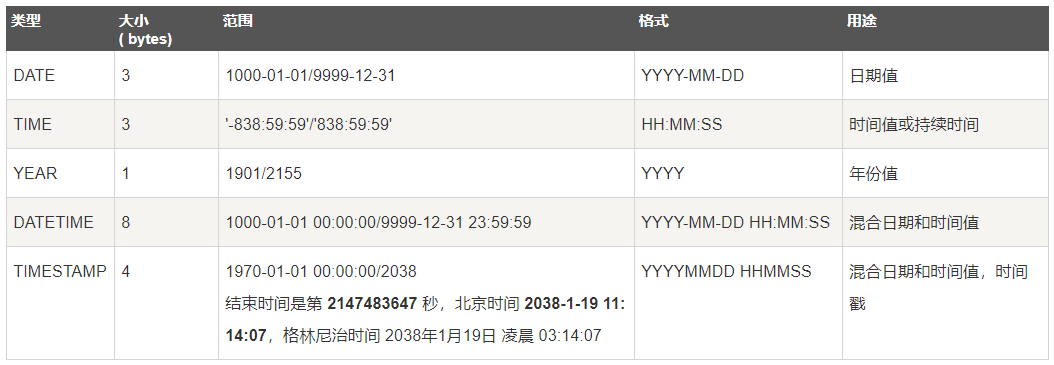 类型 大小 范围 格式 用途
( bytes)
DATE 3 1000-01-01/9999-12-31 YYYY-MM-DD 日期值
TIME 3 '-838:59:59'/'838:59:59' HH:MM:SS 时间值或持续时间
YEAR 1 1901/2155 YYYY 年份值
DATETIME 8 1000-01-01 00:00:00/9999-12-31 23:59:59 YYYY-MM-DD HH:MM:SS 混合日期和时间值
TIMESTAMP 4 1970-01-01 00:00:00/2038 YYYYMMDD HHMMSS 混合日期和时间值，时间
结束时间是第 2147483647 秒，北京时间 2038-1-19 11: 戳
14:07，格林尼治时间 2038年1月19日 凌晨 03:14:07